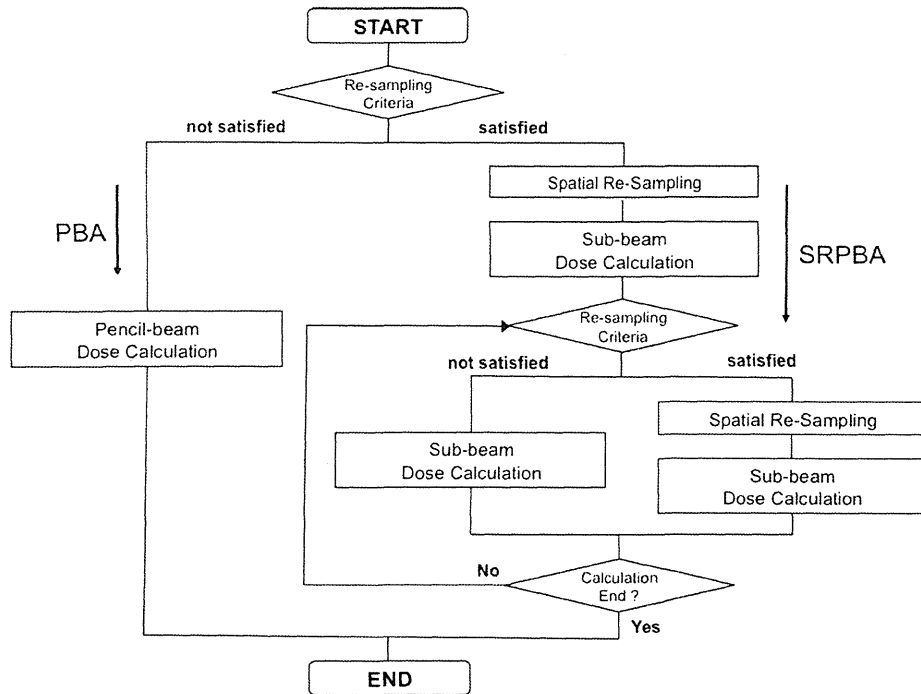 START
Re-sampling
Criteria
not satisfied
satisfied
PBA
Spatial Re-Sampling
Sub-beam
Dose Calculation
SRPBA
Pencil-beam
Dose Calculation
Re-sampling
Criteria
not satisfied
satisfied
Sub-beam
Dose Calculation
Spatial Re-Sampling
Sub-beam
Dose Calculation
No
Calculation
End ?
Yes
END